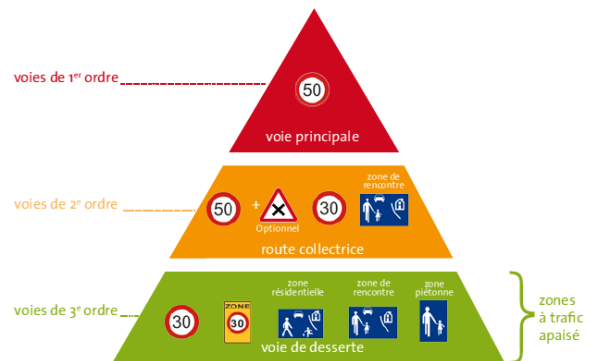 voies de 1er ordre
50
voie principale
zone de
rencontre
voies de 2e ordre
50 + 30
Optionnel
route collectrice
zone
résidentielle
zone de
rencontre
zone
piétonne
voies de 3e ordre
30
ZONE
30
voie de desserte
zones
à trafic
apaisé